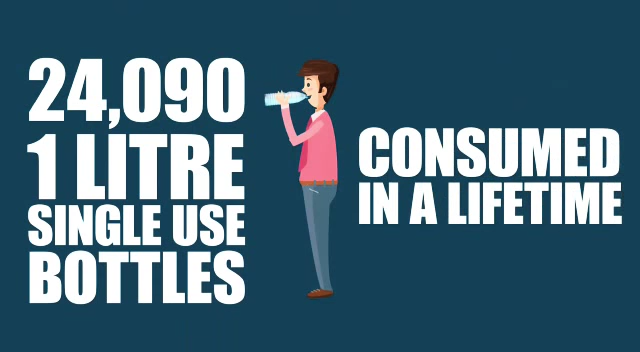 24,090
1 LITRE
SINGLE USE
BOTTLES
CONSUMED
IN A LIFETIME